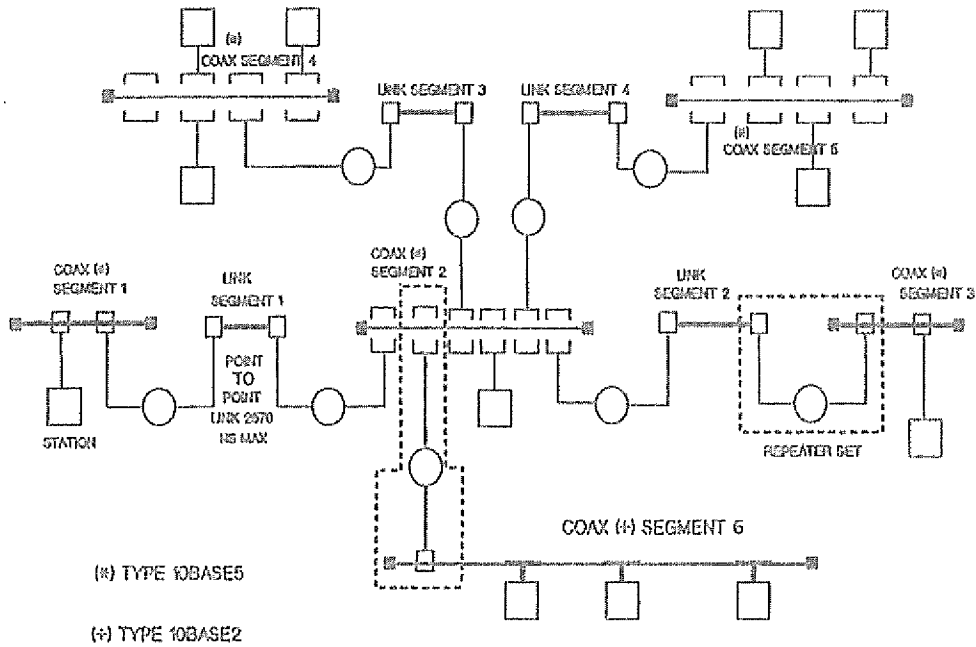 (*)
COAX SEGMENT 4
LINK SEGMENT 3
LINK SEGMENT 4
(*)
COAX SEGMENT 5
COAX (*)
SEGMENT 1
LINK
SEGMENT 1
COAX (*)
SEGMENT 2
LINK
SEGMENT 2
COAX (*)
SEGMENT 3
POINT
TO
POINT
LINK 2570
NS MAX
STATION
REPEATER SET
COAX (+) SEGMENT 6
(*) TYPE 10BASE5
(+) TYPE 10BASE2